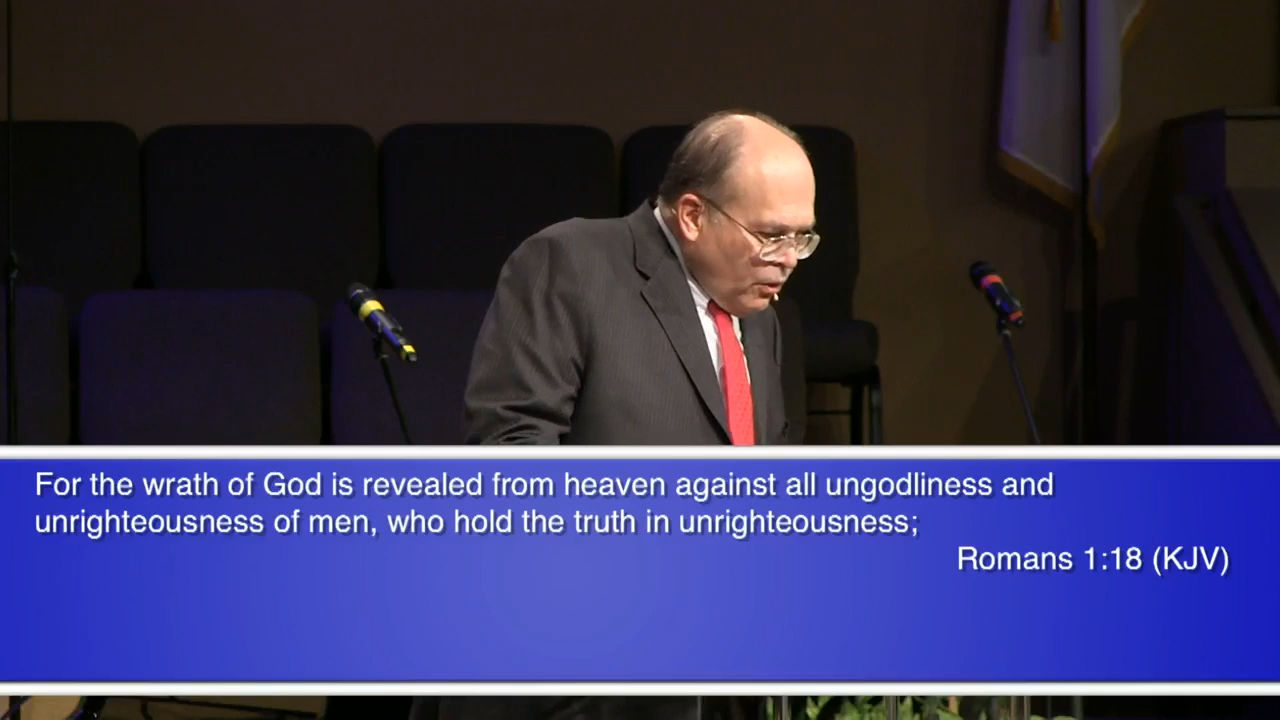 For the wrath of God is revealed from heaven against all ungodliness and
unrighteousness of men, who hold the truth in unrighteousness;
Romans 1:18 (KJV)